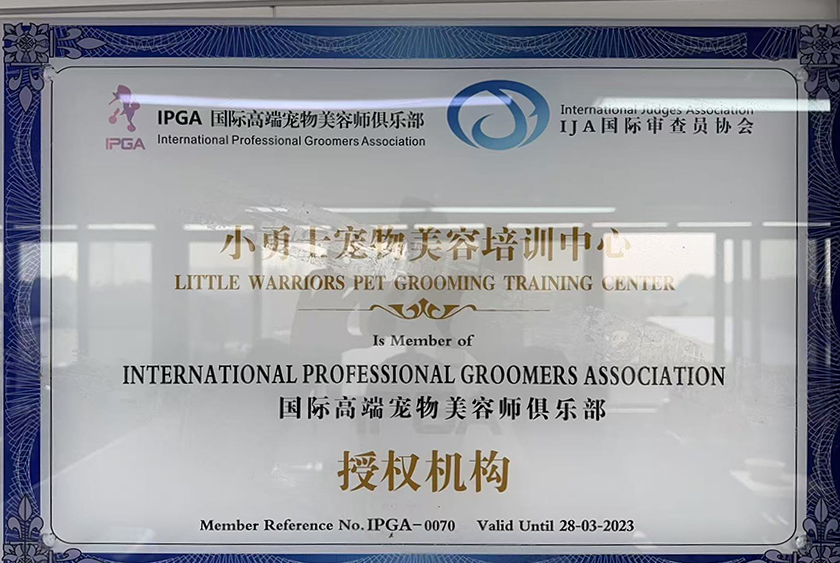 IPGA
IPGA 国际高端宠物美容师俱乐部
International Professional Groomers Association
International Judges Association
IJA国际审查员协会
小勇士宠物美容培训中心
LITTLE WARRIORS PET GROOMING TRAINING CENTER
Is Member of
INTERNATIONAL PROFESSIONAL GROOMERS ASSOCIATION
国际高端宠物美容师俱乐部
授权机构
Member Reference No. IPGA-0070 Valid Until 28-03-2023